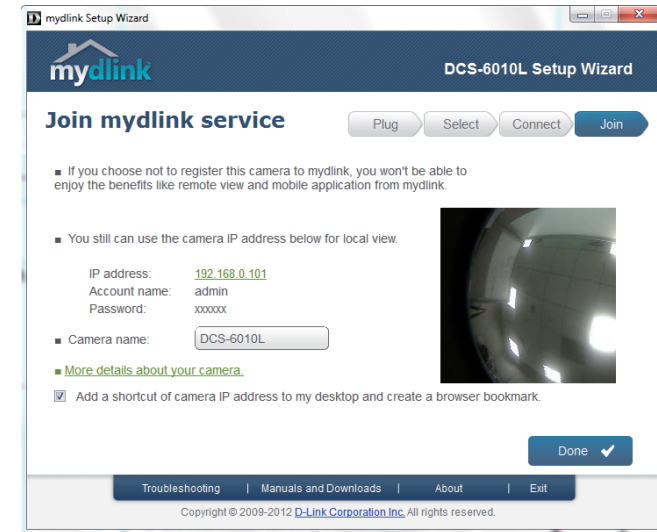 mydlink Setup Wizard
mydlink
DCS-6010L Setup Wizard
Join mydlink service
Plug
Select
Connect
Join
If you choose not to register this camera to mydlink, you won't be able to
enjoy the benefits like remote view and mobile application from mydlink.
You still can use the camera IP address below for local view.
IP address: 192.168.0.101
Account name: admin
Password: xxxxxx
Camera name: DCS-6010L
More details about your camera.
Add a shortcut of camera IP address to my desktop and create a browser bookmark.
Done
Troubleshooting | Manuals and Downloads | About | Exit
Copyright © 2009-2012 D-Link Corporation Inc. All rights reserved.